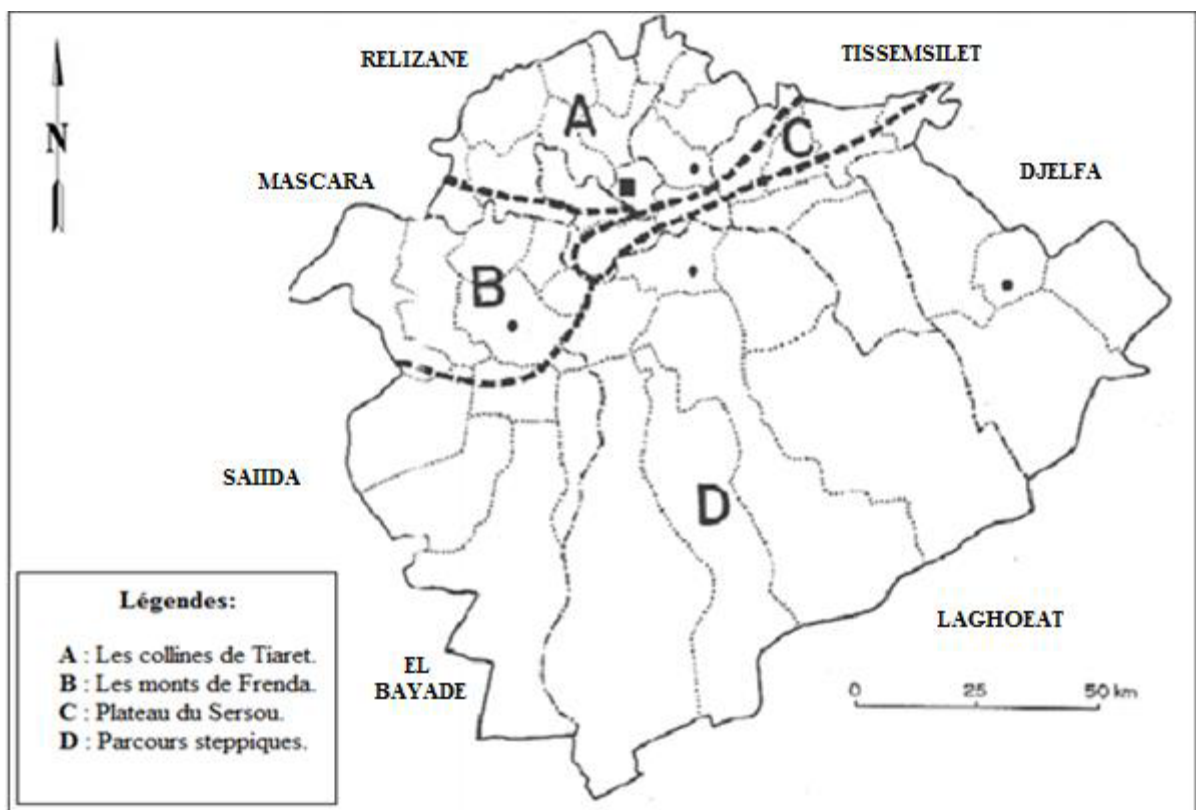 RELIZANE
TISSEMSILET
A
C
N
MASCARA
DJELFA
B
SAIIDA
D
Légendes:
A : Les collines de Tiaret.
B : Les monts de Frenda.
C : Plateau du Sersou.
D : Parcours steppiques.
EL
BAYADE
LAGHOEAT
0 25 50 km